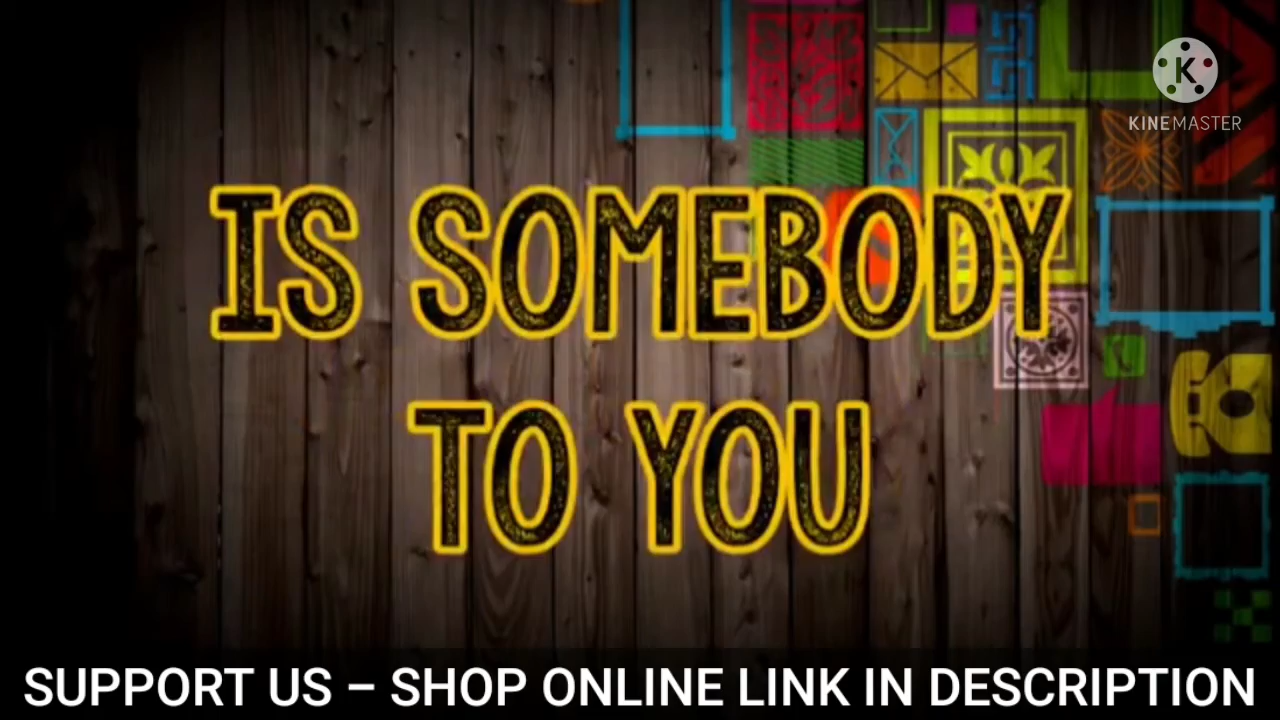 K
KINEMASTER
IS SOMEBODY
TO YOU
SUPPORT US – SHOP ONLINE LINK IN DESCRIPTION